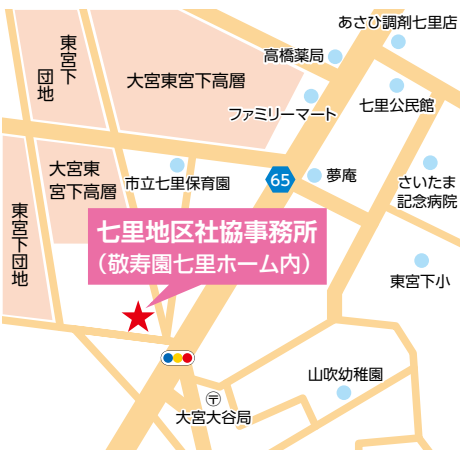 あさひ調剤七里店
高橋薬局
東宮下
団地
大宮東宮下高層
ファミリーマート
七里公民館
大宮東
宮下高層
市立七里保育園
65
夢庵
さいたま
記念病院
東宮下団地
七里地区社協事務所
（敬寿園七里ホーム内）
東宮下小
山吹幼稚園
〒
大宮大谷局